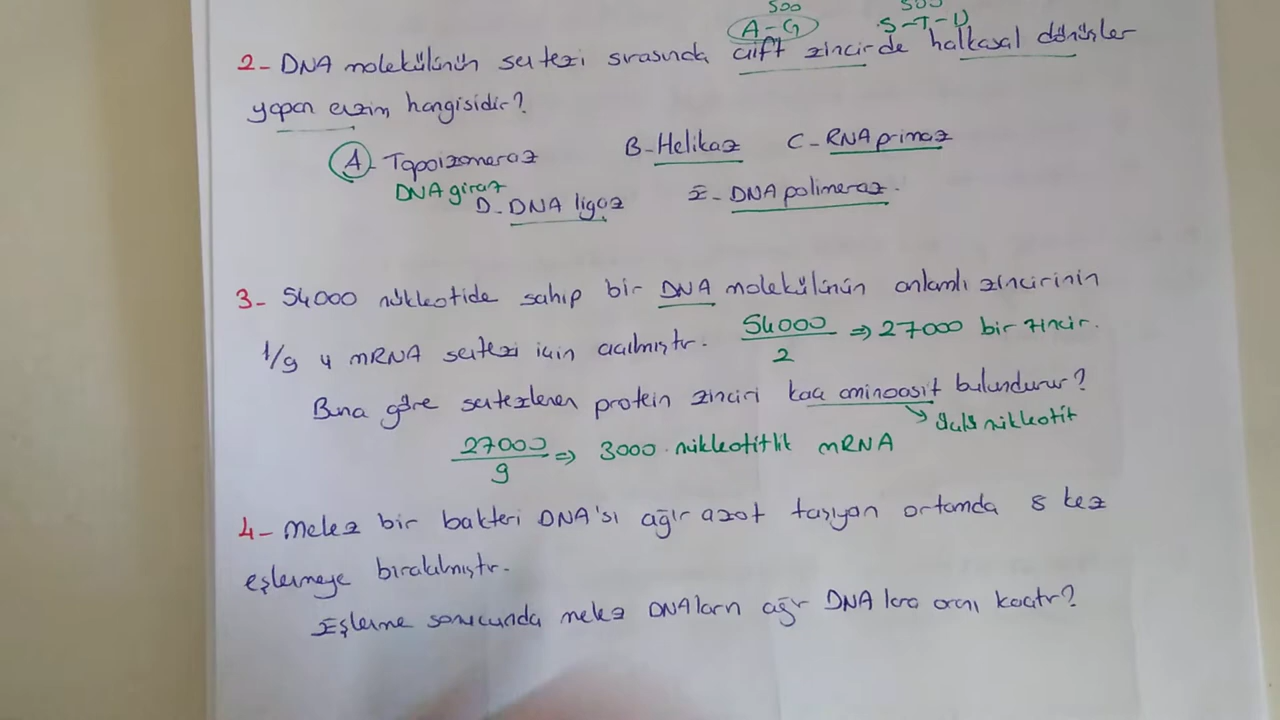 500 500
A-G S-T-U
2- DNA molekülünün sentezi sırasında çift zincirde halkasal dönüşler
yapan enzim hangisidir?
A- Topoizomeraz B- Helikaz C- RNA primaz
DNA giraz
D- DNA ligaz E- DNA polimeraz.
3- 54000 nükleotide sahip bir DNA molekülünün anlamlı zincirinin
1/9 u mRNA sentezi için açılmıştır. 54000/2 ⇒ 27000 bir zincir.
Buna göre sentezlenen protein zinciri kaç aminoasit bulundurur?
↘ üçlü nükleotit
27000/9 ⇒ 3000 nükleotitlik mRNA
4- Melez bir bakteri DNA'sı ağır azot taşıyan ortamda 8 kez
eşlenmeye bırakılmıştır.
Eşlenme sonucunda melez DNAların ağır DNA lara oranı kaçtır?